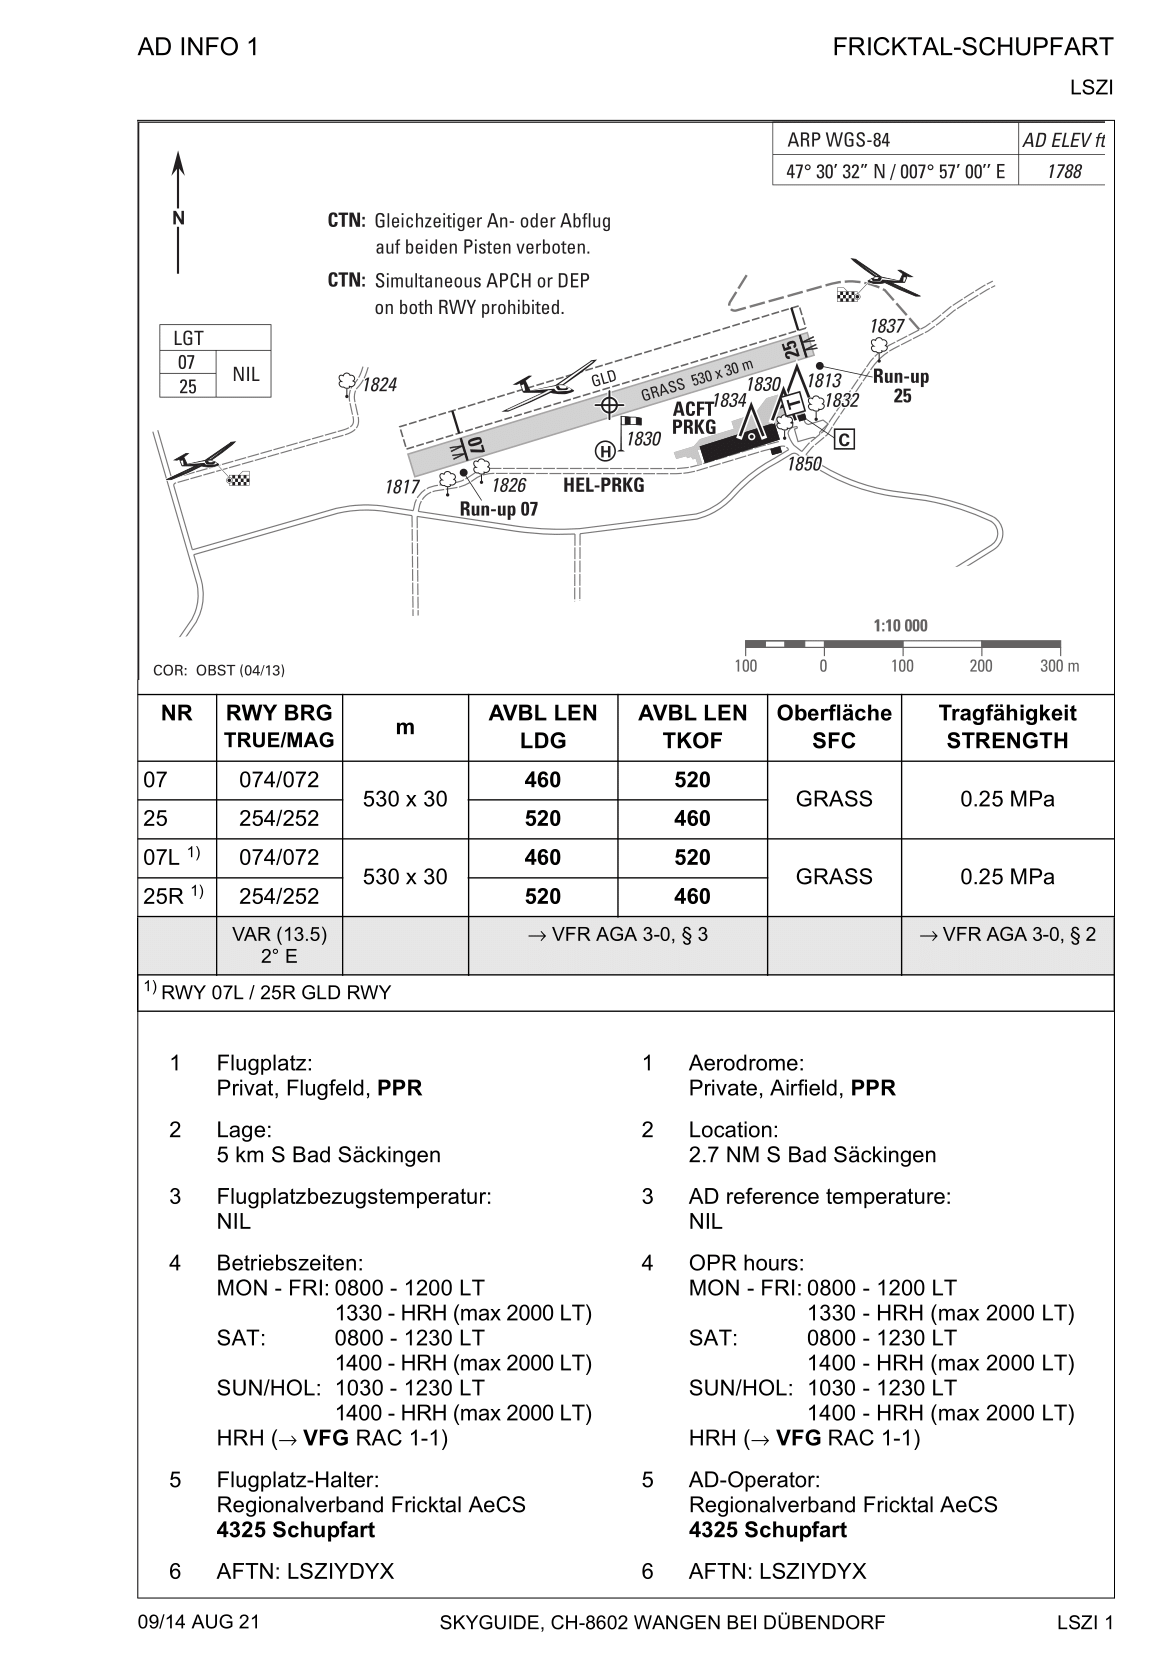 AD INFO 1
FRICKTAL-SCHUPFART
LSZI
ARP WGS-84
AD ELEV ft
47° 30′ 32″ N / 007° 57′ 00″ E
1788
N
CTN: Gleichzeitiger An- oder Abflug
auf beiden Pisten verboten.
CTN: Simultaneous APCH or DEP
on both RWY prohibited.
LGT
07
25
NIL
1824
1837
GLD
GRASS 530 x 30 m
25
Run-up
25
1813
1830
1832
1834
ACFT
PRKG
T
C
1830
H
07
1850
1817
1826
HEL-PRKG
Run-up 07
1:10 000
100 0 100 200 300 m
COR: OBST (04/13)
NR RWY BRG TRUE/MAG m AVBL LEN LDG AVBL LEN TKOF Oberfläche SFC Tragfähigkeit STRENGTH
07 074/072 530 x 30 460 520 GRASS 0.25 MPa
25 254/252 520 460
07L 1) 074/072 530 x 30 460 520 GRASS 0.25 MPa
25R 1) 254/252 520 460
VAR (13.5) 2° E → VFR AGA 3-0, § 3 → VFR AGA 3-0, § 2
1) RWY 07L / 25R GLD RWY
1 Flugplatz:
Privat, Flugfeld, PPR
2 Lage:
5 km S Bad Säckingen
3 Flugplatzbezugstemperatur:
NIL
4 Betriebszeiten:
MON - FRI: 0800 - 1200 LT
1330 - HRH (max 2000 LT)
SAT: 0800 - 1230 LT
1400 - HRH (max 2000 LT)
SUN/HOL: 1030 - 1230 LT
1400 - HRH (max 2000 LT)
HRH (→ VFG RAC 1-1)
5 Flugplatz-Halter:
Regionalverband Fricktal AeCS
4325 Schupfart
6 AFTN: LSZIYDYX
1 Aerodrome:
Private, Airfield, PPR
2 Location:
2.7 NM S Bad Säckingen
3 AD reference temperature:
NIL
4 OPR hours:
MON - FRI: 0800 - 1200 LT
1330 - HRH (max 2000 LT)
SAT: 0800 - 1230 LT
1400 - HRH (max 2000 LT)
SUN/HOL: 1030 - 1230 LT
1400 - HRH (max 2000 LT)
HRH (→ VFG RAC 1-1)
5 AD-Operator:
Regionalverband Fricktal AeCS
4325 Schupfart
6 AFTN: LSZIYDYX
09/14 AUG 21
SKYGUIDE, CH-8602 WANGEN BEI DÜBENDORF
LSZI 1